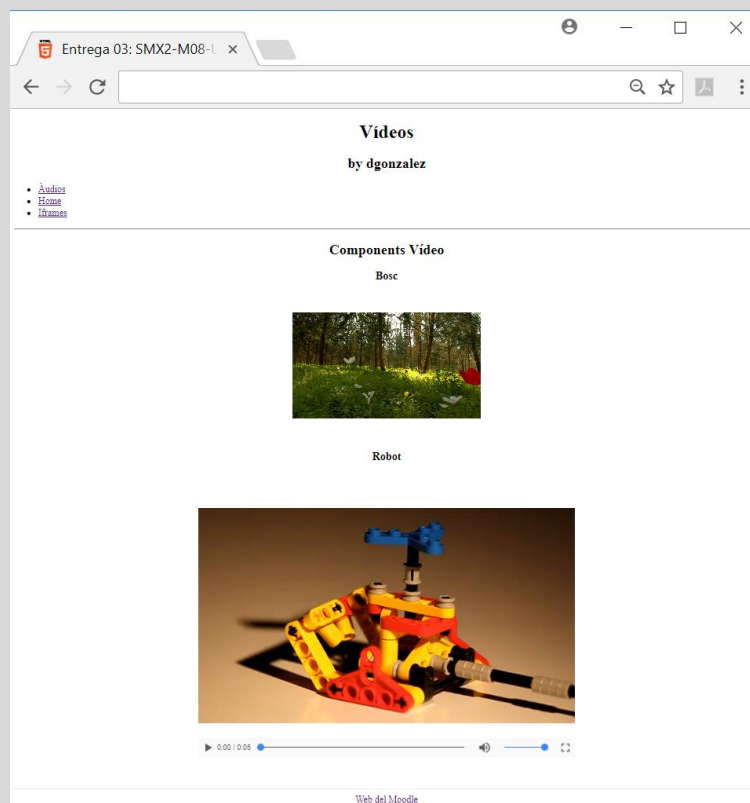 Entrega 03: SMX2-M08-U
Vídeos
by dgonzalez
Àudios
Home
Iframes
Components Vídeo
Bosc
Robot
0:00 / 0:05
Web del Moodle